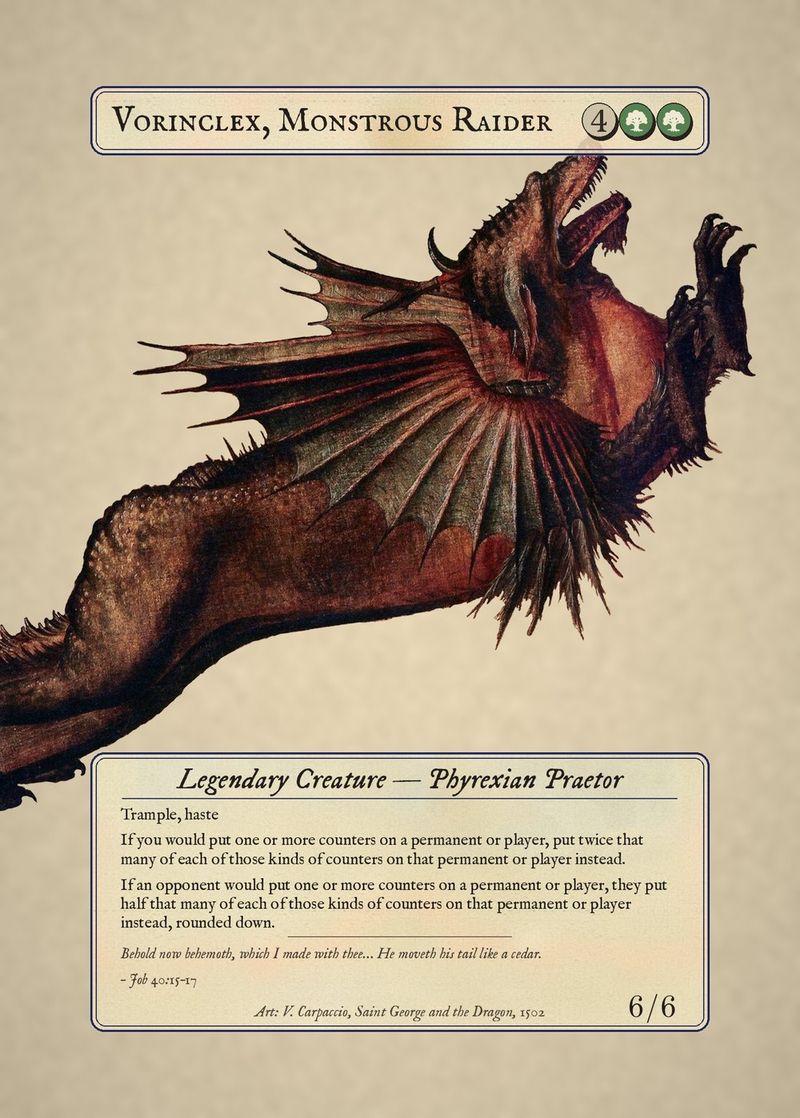 Vorinclex, Monstrous Raider 4
Legendary Creature — Phyrexian Praetor
Trample, haste
If you would put one or more counters on a permanent or player, put twice that
many of each of those kinds of counters on that permanent or player instead.
If an opponent would put one or more counters on a permanent or player, they put
half that many of each of those kinds of counters on that permanent or player
instead, rounded down.
Behold now behemoth, which I made with thee... He moveth his tail like a cedar.
- Job 40:15-17
Art: V. Carpaccio, Saint George and the Dragon, 1502
6/6